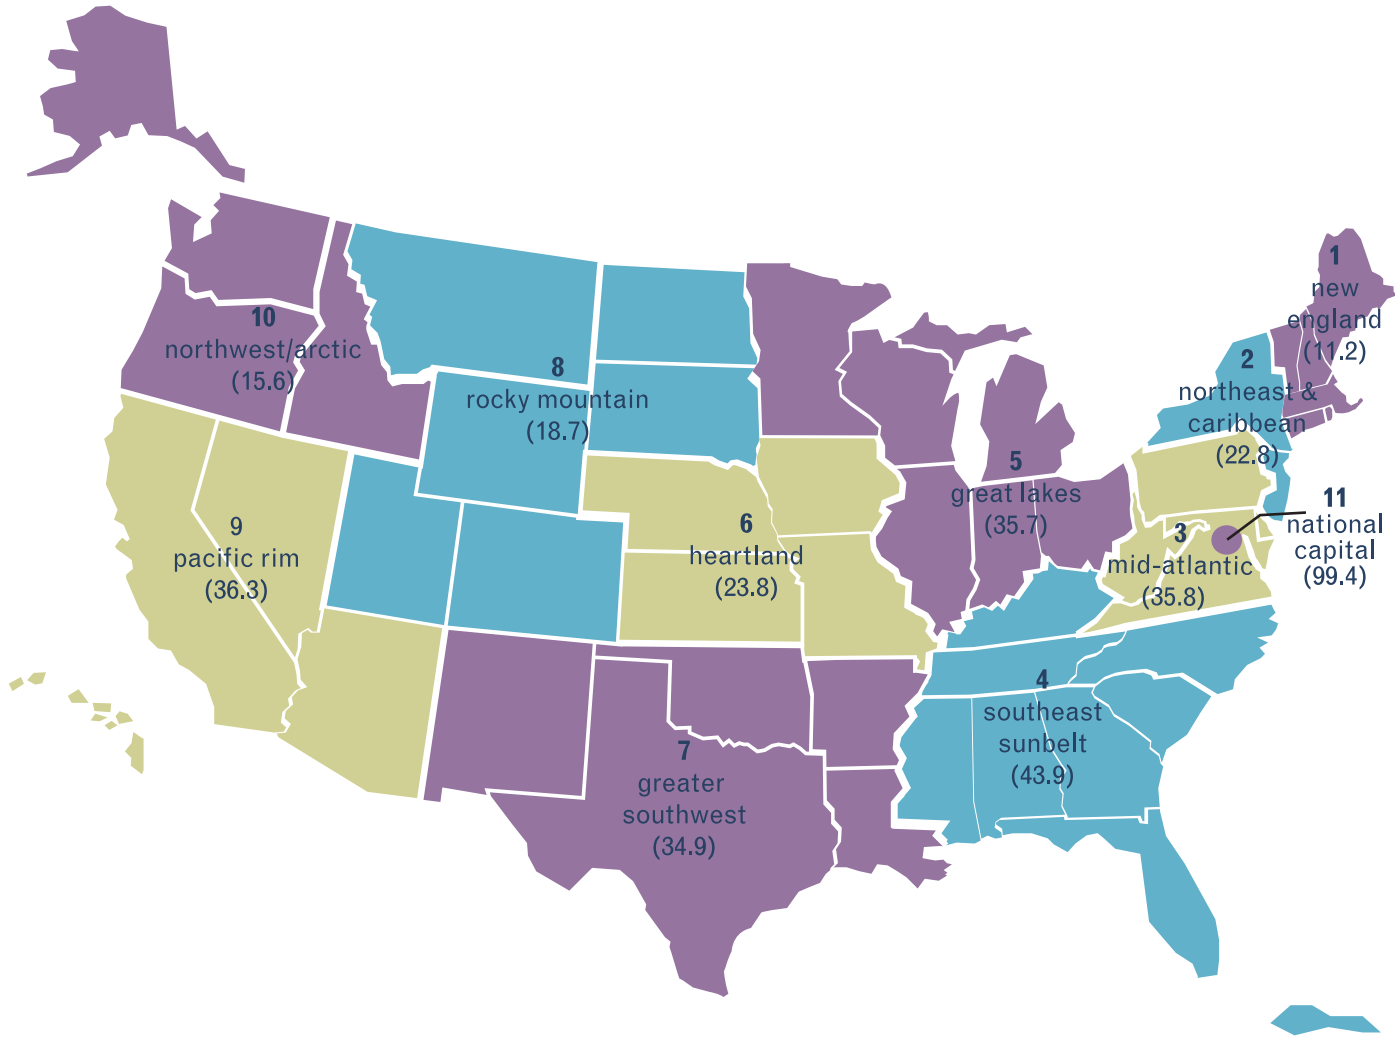 1
new
england
(11.2)
2
northeast &
caribbean
(22.8)
3
mid-atlantic
(35.8)
4
southeast
sunbelt
(43.9)
5
great lakes
(35.7)
6
heartland
(23.8)
7
greater
southwest
(34.9)
8
rocky mountain
(18.7)
9
pacific rim
(36.3)
10
northwest/arctic
(15.6)
11
national
capital
(99.4)